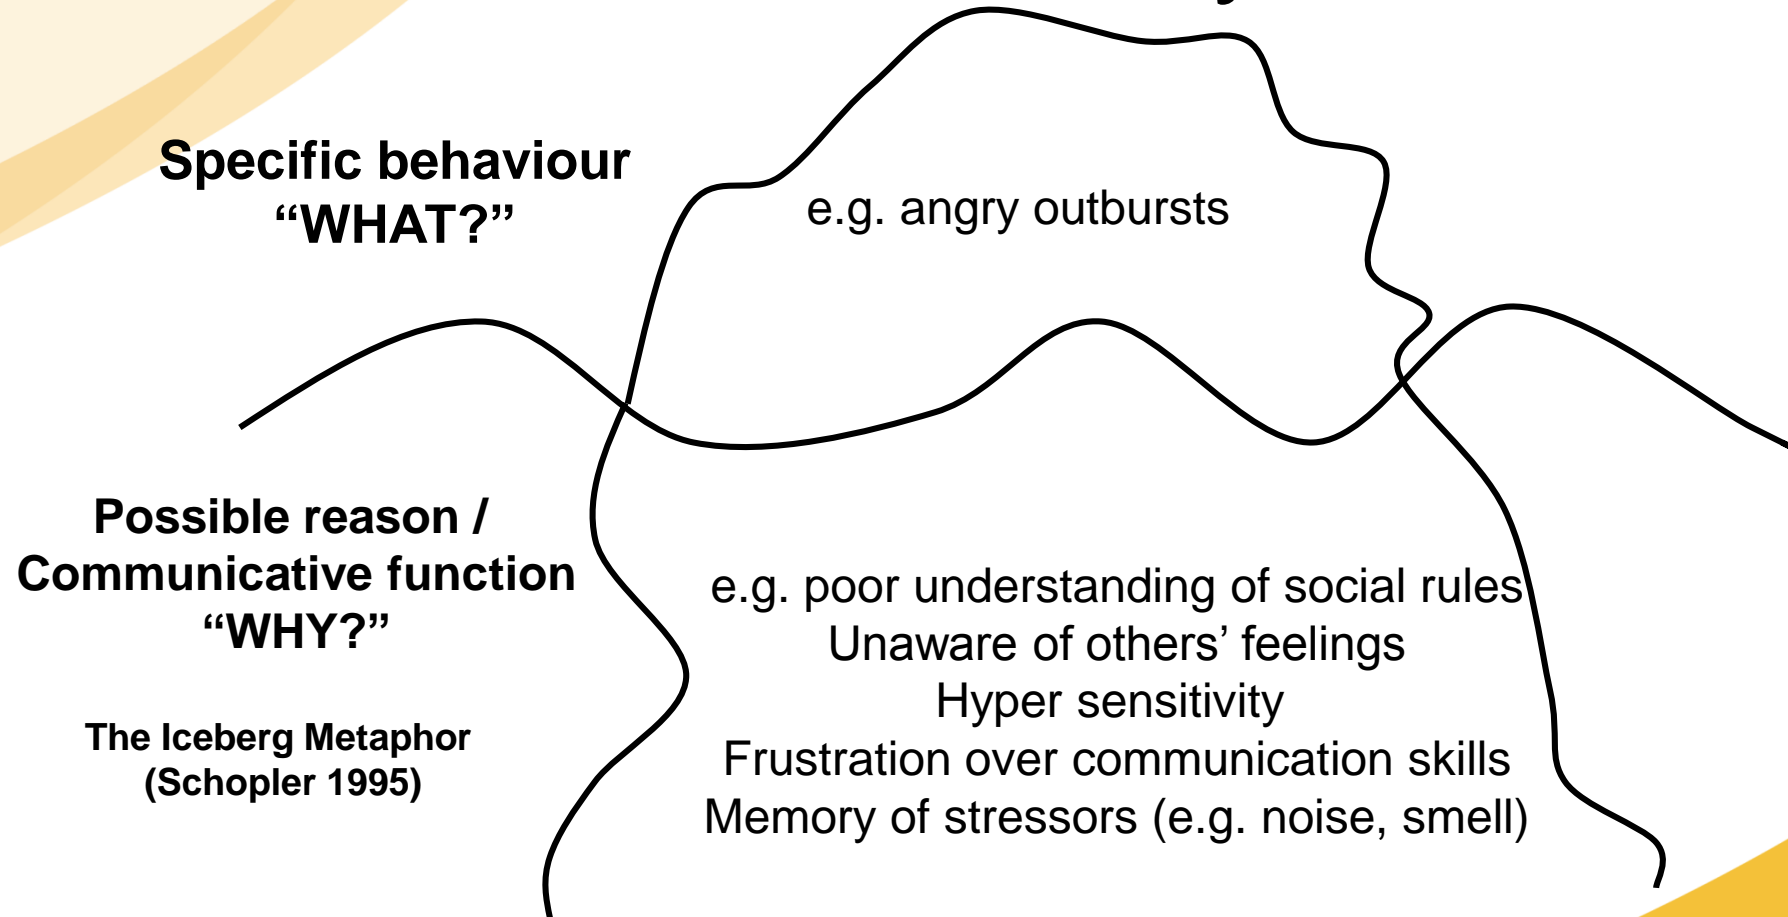 Specific behaviour
“WHAT?”
e.g. angry outbursts
Possible reason /
Communicative function
“WHY?”
The Iceberg Metaphor
(Schopler 1995)
e.g. poor understanding of social rules
Unaware of others’ feelings
Hyper sensitivity
Frustration over communication skills
Memory of stressors (e.g. noise, smell)